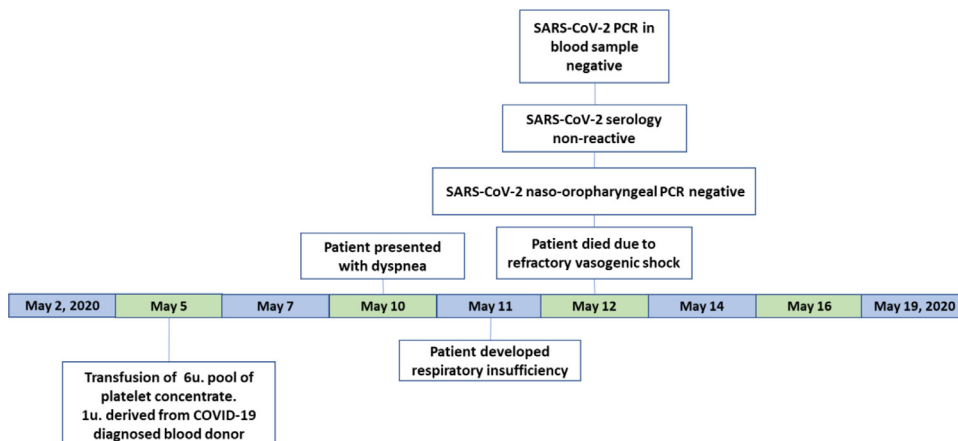 SARS-CoV-2 PCR in
blood sample
negative
SARS-CoV-2 serology
non-reactive
SARS-CoV-2 naso-oropharyngeal PCR negative
Patient presented
with dyspnea
Patient died due to
refractory vasogenic shock
May 2, 2020 May 5 May 7 May 10 May 11 May 12 May 14 May 16 May 19, 2020
Patient developed
respiratory insufficiency
Transfusion of 6u. pool of
platelet concentrate.
1u. derived from COVID-19
diagnosed blood donor